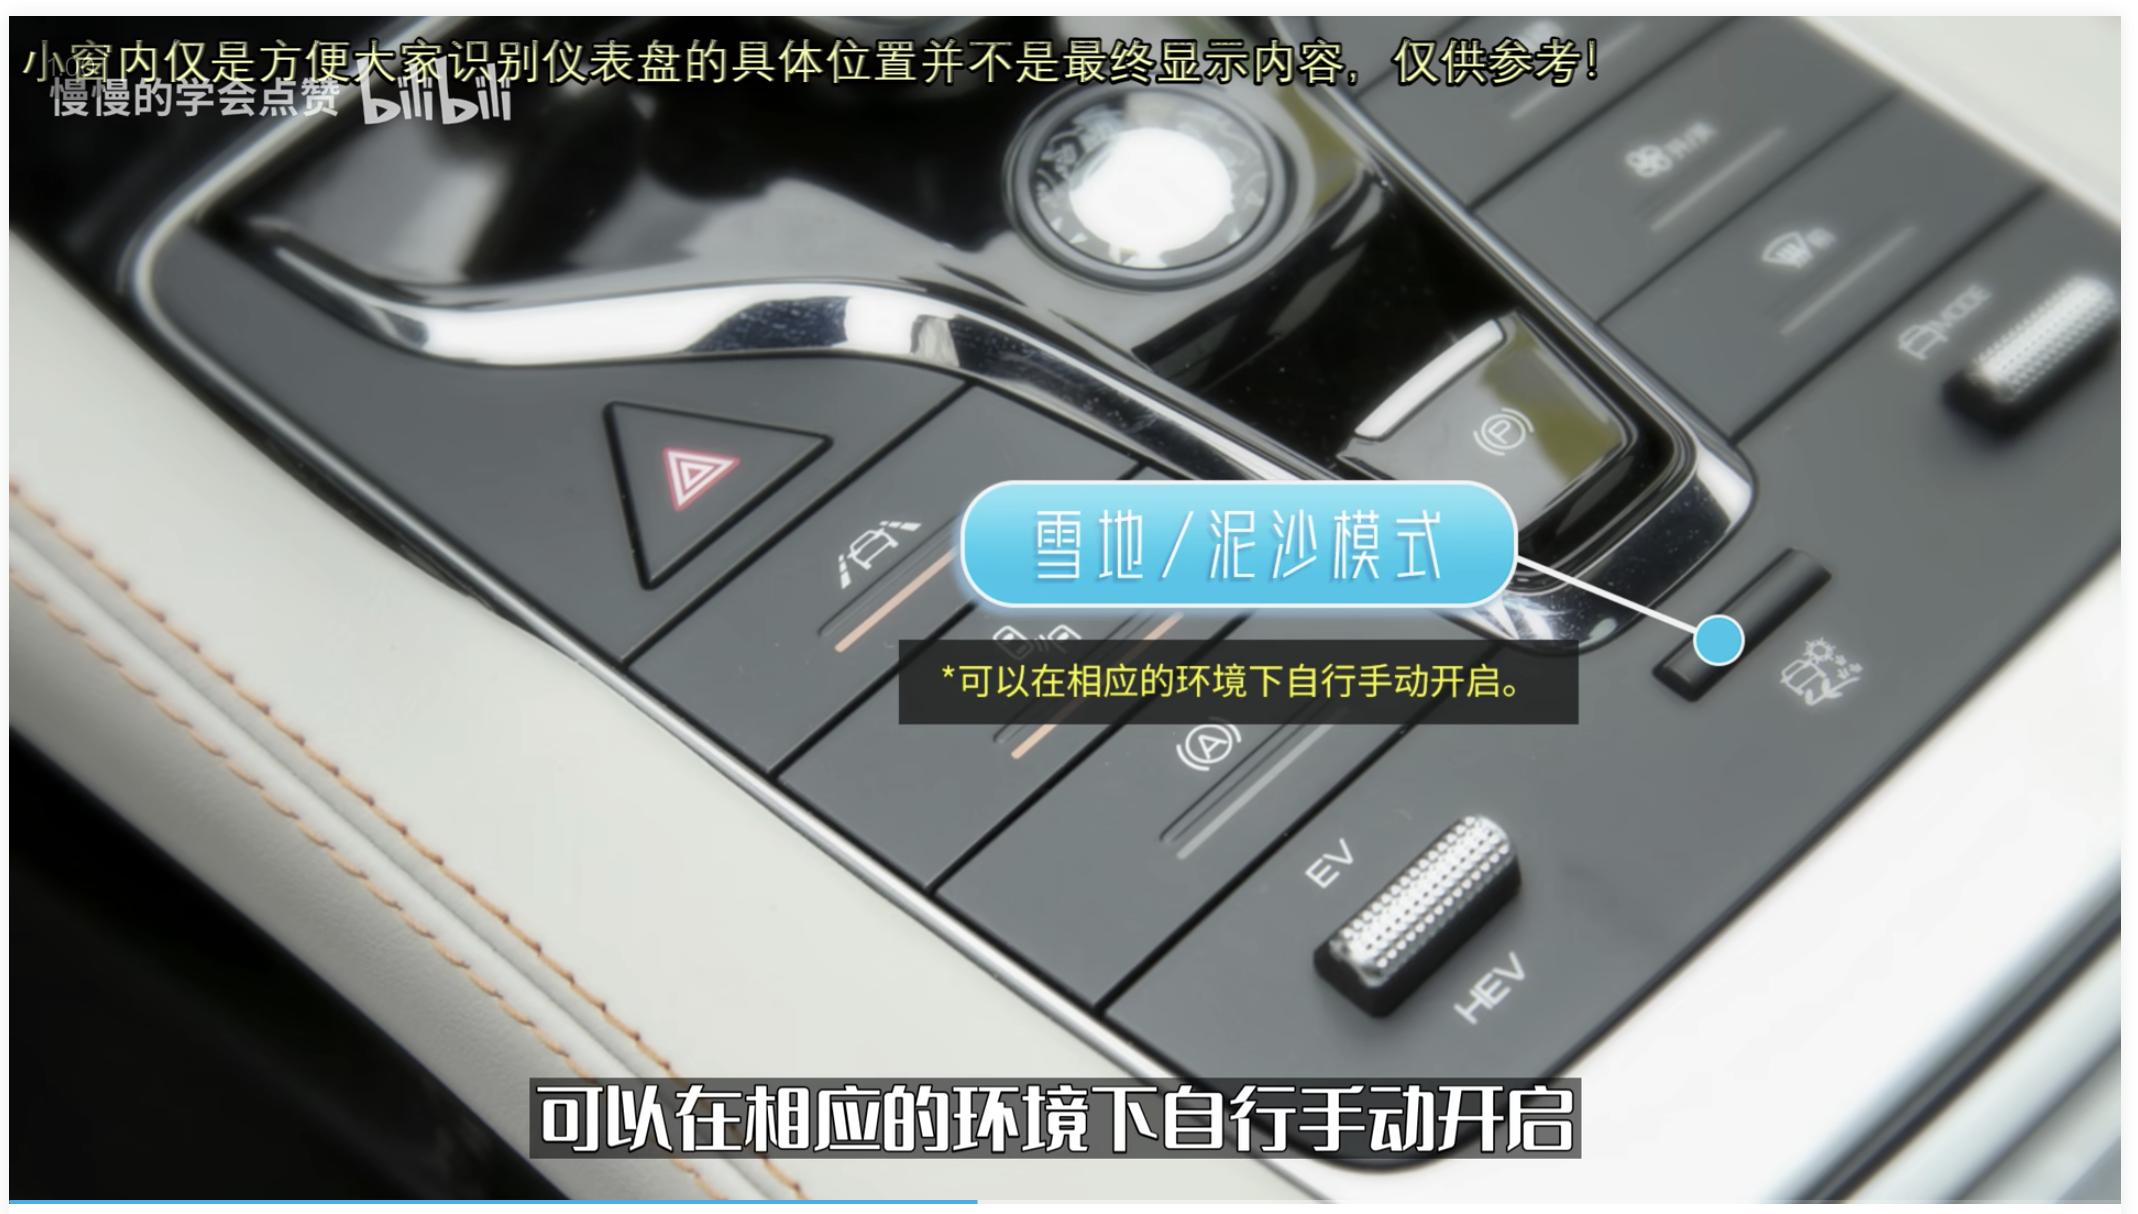 小窗内仅是方便大家识别仪表盘的具体位置并不是最终显示内容，仅供参考!
慢慢的学会点赞 bilibili
MODE
P
雪地/泥沙模式
*可以在相应的环境下自行手动开启。
A
EV
HEV
可以在相应的环境下自行手动开启